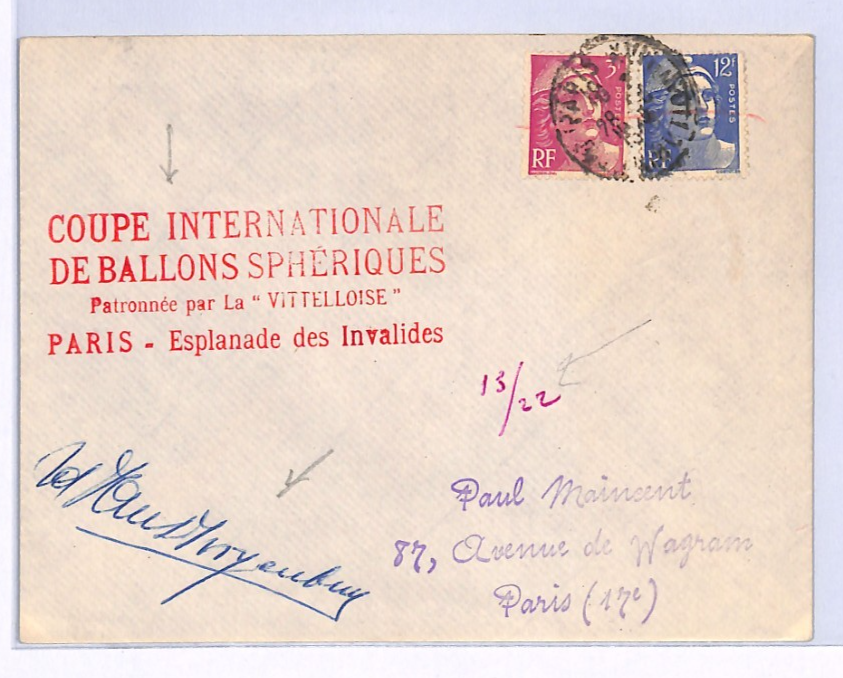 3f
12f
POSTES
RF
PARIS
COUPE INTERNATIONALE
DE BALLONS SPHÉRIQUES
Patronnée par La “ VITTELLOISE ”
PARIS - Esplanade des Invalides
13/22
Paul Maincent
87, Avenue de Wagram
Paris (17e)